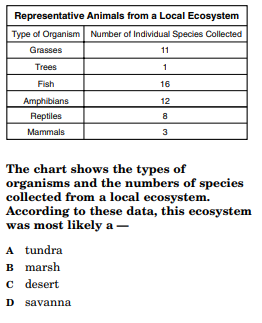 Representative Animals from a Local Ecosystem
Type of Organism Number of Individual Species Collected
Grasses 11
Trees 1
Fish 16
Amphibians 12
Reptiles 8
Mammals 3
The chart shows the types of
organisms and the numbers of species
collected from a local ecosystem.
According to these data, this ecosystem
was most likely a —
A tundra
B marsh
C desert
D savanna